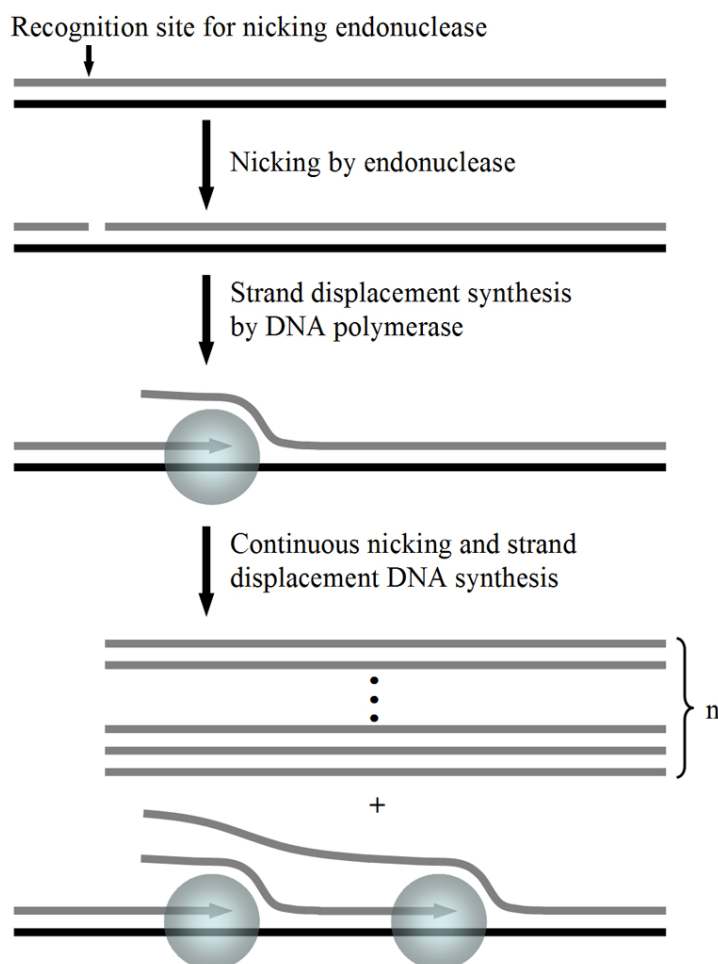 Recognition site for nicking endonuclease
Nicking by endonuclease
Strand displacement synthesis
by DNA polymerase
Continuous nicking and strand
displacement DNA synthesis
n
+